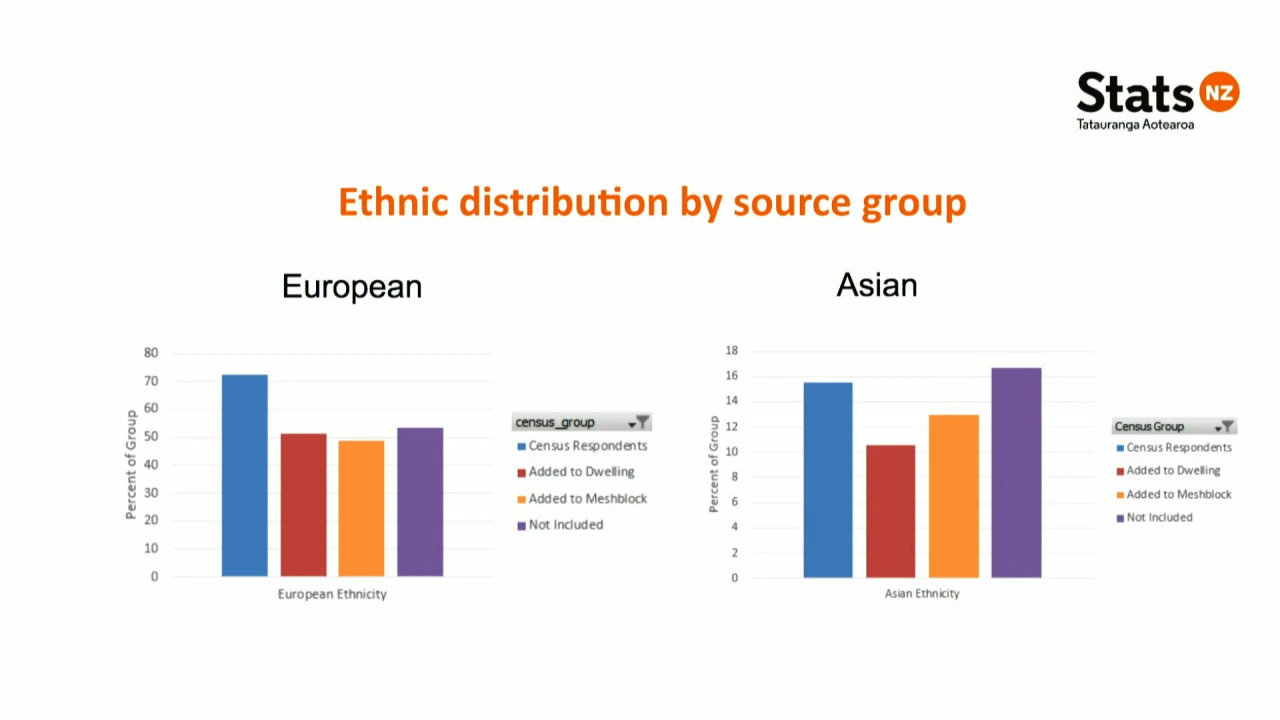 Stats NZ
Tatauranga Aotearoa
Ethnic distribution by source group
European
80
70
60
50
40
30
20
10
0
Percent of Group
European Ethnicity
census_group
Census Respondents
Added to Dwelling
Added to Meshblock
Not Included
Asian
18
16
14
12
10
8
6
4
2
0
Percent of Group
Asian Ethnicity
Census Group
Census Respondents
Added to Dwelling
Added to Meshblock
Not Included